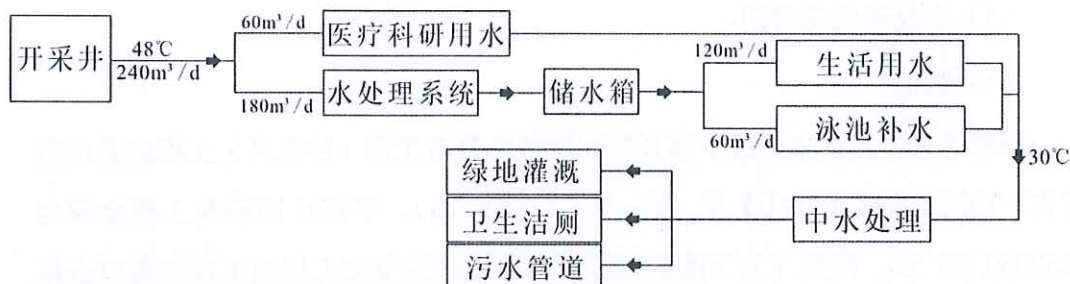 60m³/d
医疗科研用水
开采井
48℃
240m³/d
120m³/d
生活用水
180m³/d
水处理系统
储水箱
60m³/d
泳池补水
绿地灌溉
30℃
卫生洁厕
中水处理
污水管道